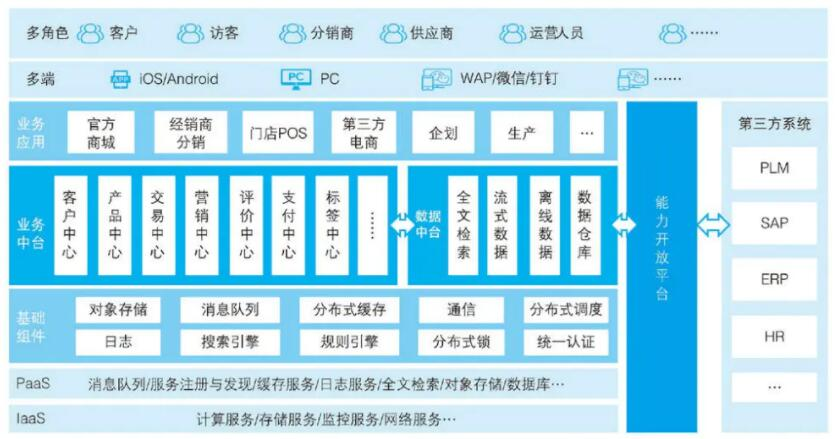 多角色 客户 访客 分销商 供应商 运营人员 ……
多端 APP iOS/Android PC PC WAP/微信/钉钉 ……
业务应用
官方商城
经销商分销
门店POS
第三方电商
企划
生产
…
业务中台
客户中心
产品中心
交易中心
营销中心
评价中心
支付中心
标签中心
……
数据中台
全文检索
流式数据
离线数据
数据仓库
基础组件
对象存储 消息队列 分布式缓存 通信 分布式调度
日志 搜索引擎 规则引擎 分布式锁 统一认证
PaaS 消息队列/服务注册与发现/缓存服务/日志服务/全文检索/对象存储/数据库…
IaaS 计算服务/存储服务/监控服务/网络服务…
能力开放平台
第三方系统
PLM
SAP
ERP
HR
…